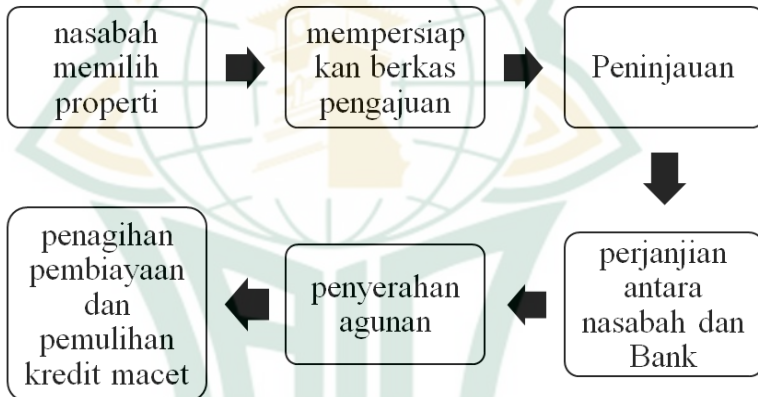 nasabah
memilih
properti
mempersiap
kan berkas
pengajuan
Peninjauan
perjanjian
antara
nasabah dan
Bank
penyerahan
agunan
penagihan
pembiayaan
dan
pemulihan
kredit macet